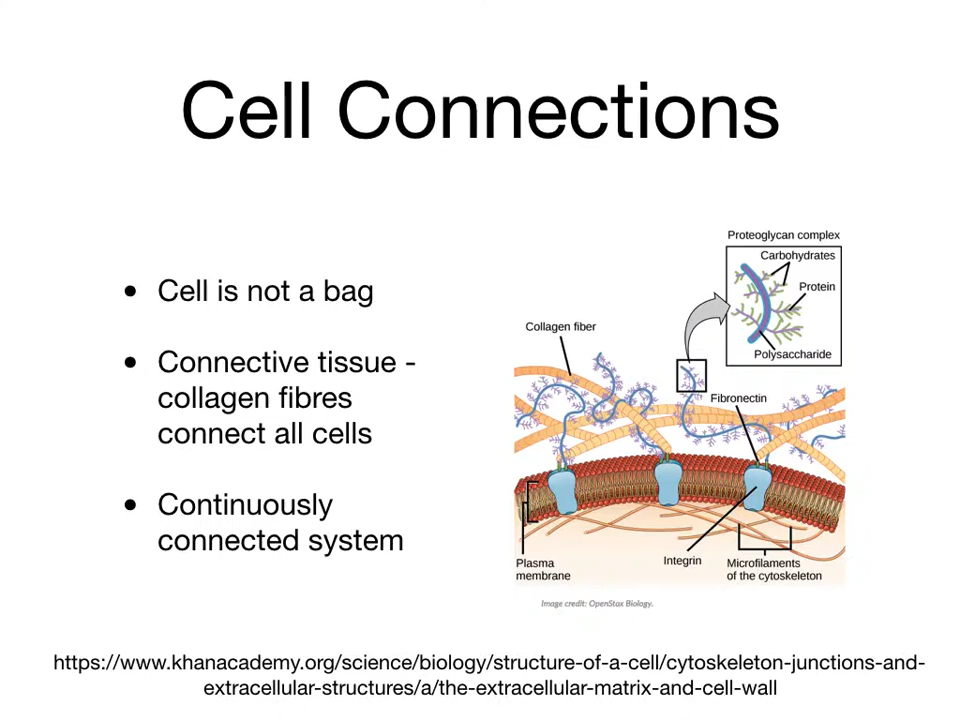 Cell Connections
• Cell is not a bag
• Connective tissue -
collagen fibres
connect all cells
• Continuously
connected system
Proteoglycan complex
Carbohydrates
Protein
Polysaccharide
Collagen fiber
Fibronectin
Plasma
membrane
Integrin
Microfilaments
of the cytoskeleton
Image credit: OpenStax Biology.
https://www.khanacademy.org/science/biology/structure-of-a-cell/cytoskeleton-junctions-and-
extracellular-structures/a/the-extracellular-matrix-and-cell-wall